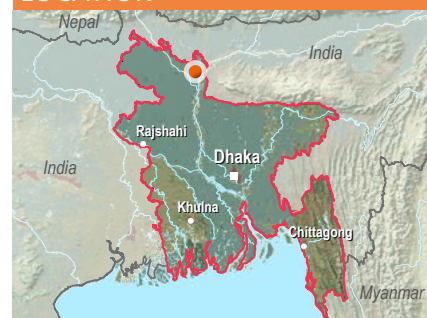 Nepal
India
Rajshahi
Dhaka
India
Khulna
Chittagong
Myanmar